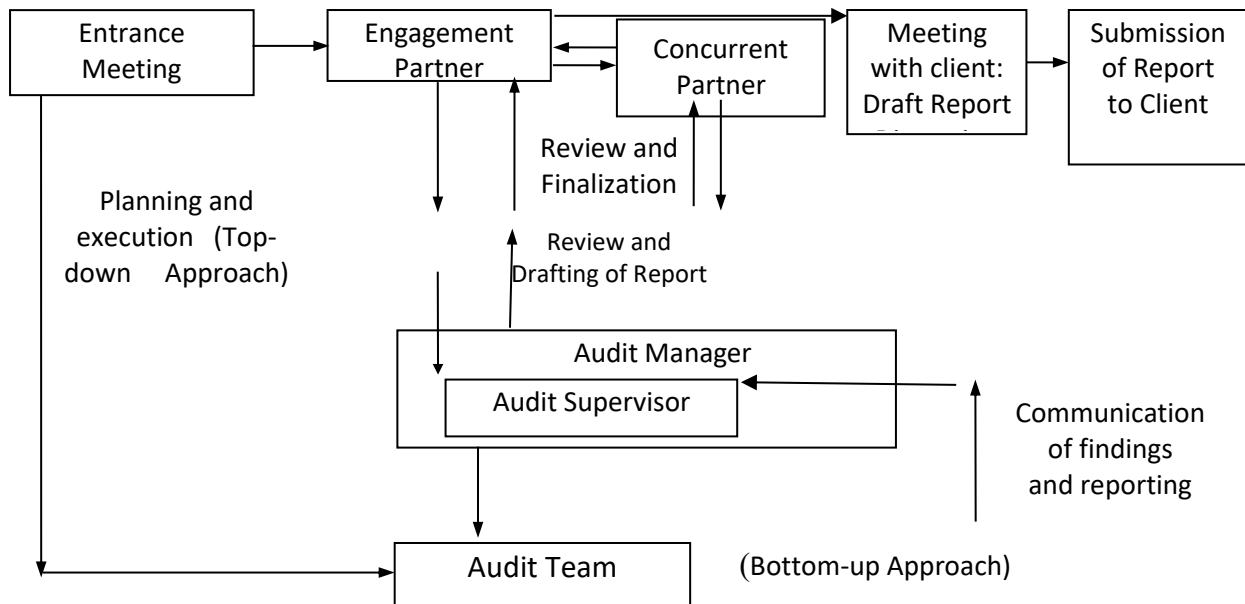 Entrance
Meeting
Engagement
Partner
Concurrent
Partner
Meeting
with client:
Draft Report
Submission
of Report
to Client
Review and
Finalization
Planning and
execution (Top-
down Approach)
Review and
Drafting of Report
Audit Manager
Audit Supervisor
Communication
of findings
and reporting
Audit Team
(Bottom-up Approach)